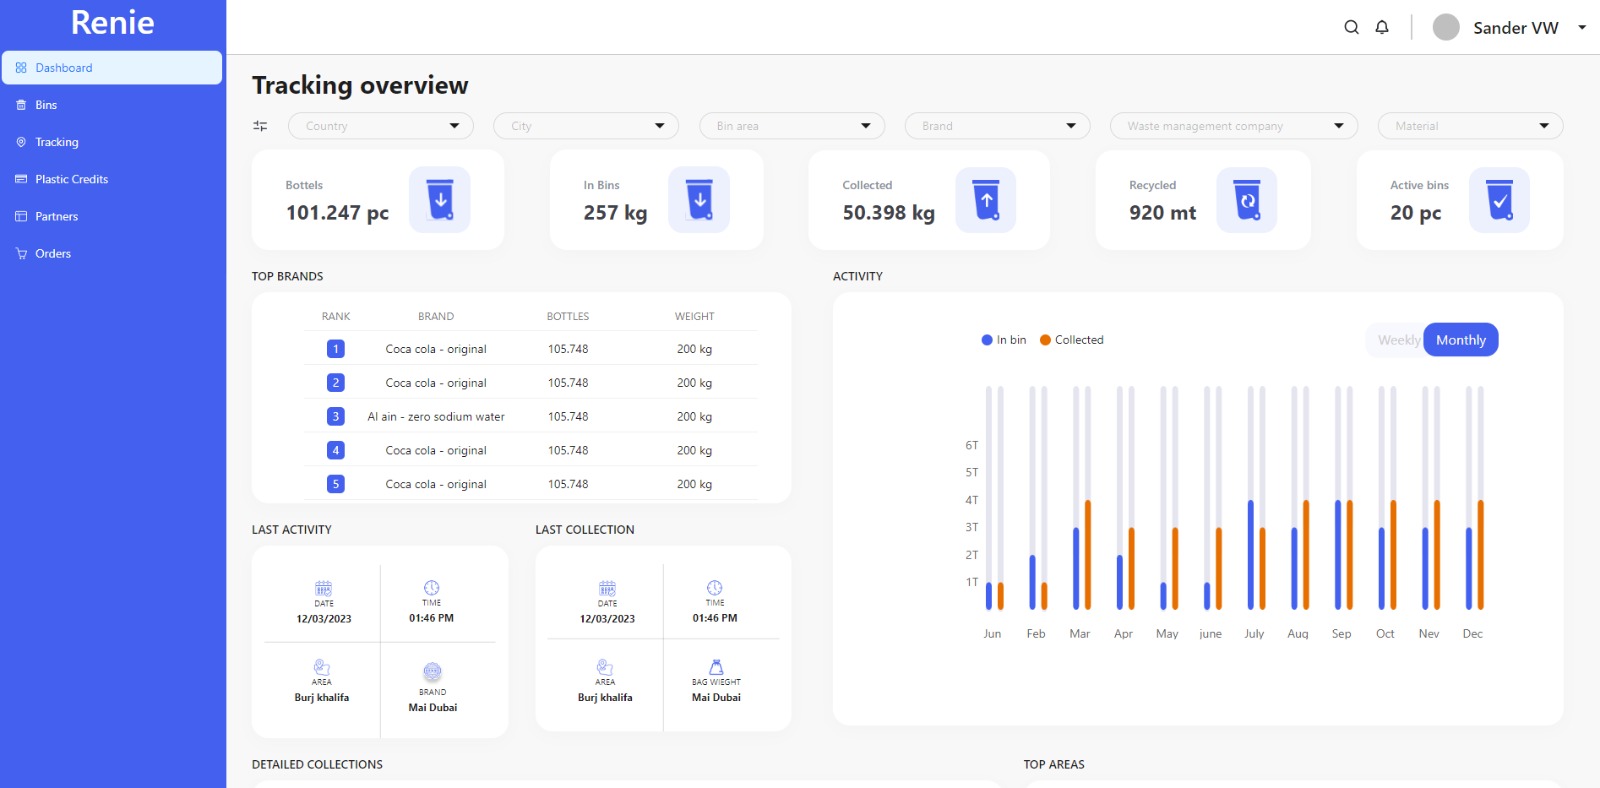 Renie
Sander VW
Dashboard
Bins
Tracking
Plastic Credits
Partners
Orders
Tracking overview
Country
City
Bin area
Brand
Waste management company
Material
Bottels
101.247 pc
In Bins
257 kg
Collected
50.398 kg
Recycled
920 mt
Active bins
20 pc
TOP BRANDS
RANK BRAND BOTTLES WEIGHT
1 Coca cola - original 105.748 200 kg
2 Coca cola - original 105.748 200 kg
3 Al ain - zero sodium water 105.748 200 kg
4 Coca cola - original 105.748 200 kg
5 Coca cola - original 105.748 200 kg
ACTIVITY
In bin Collected
Weekly Monthly
6T
5T
4T
3T
2T
1T
Jun Feb Mar Apr May june July Aug Sep Oct Nev Dec
LAST ACTIVITY
DATE
12/03/2023
TIME
01:46 PM
AREA
Burj khalifa
BRAND
Mai Dubai
LAST COLLECTION
DATE
12/03/2023
TIME
01:46 PM
AREA
Burj khalifa
BAG WIEGHT
Mai Dubai
DETAILED COLLECTIONS
TOP AREAS